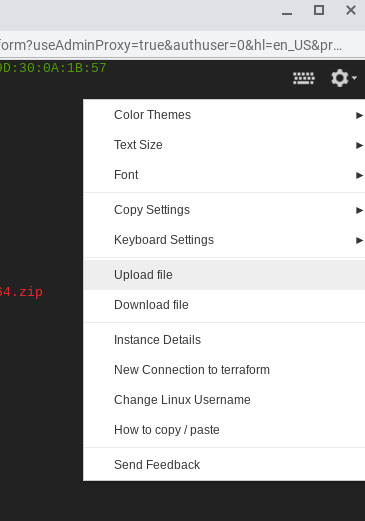 form?useAdminProxy=true&authuser=0&hl=en_US&pr...
9D:30:0A:1B:57
Color Themes
Text Size
Font
Copy Settings
Keyboard Settings
64.zip
Upload file
Download file
Instance Details
New Connection to terraform
Change Linux Username
How to copy / paste
Send Feedback